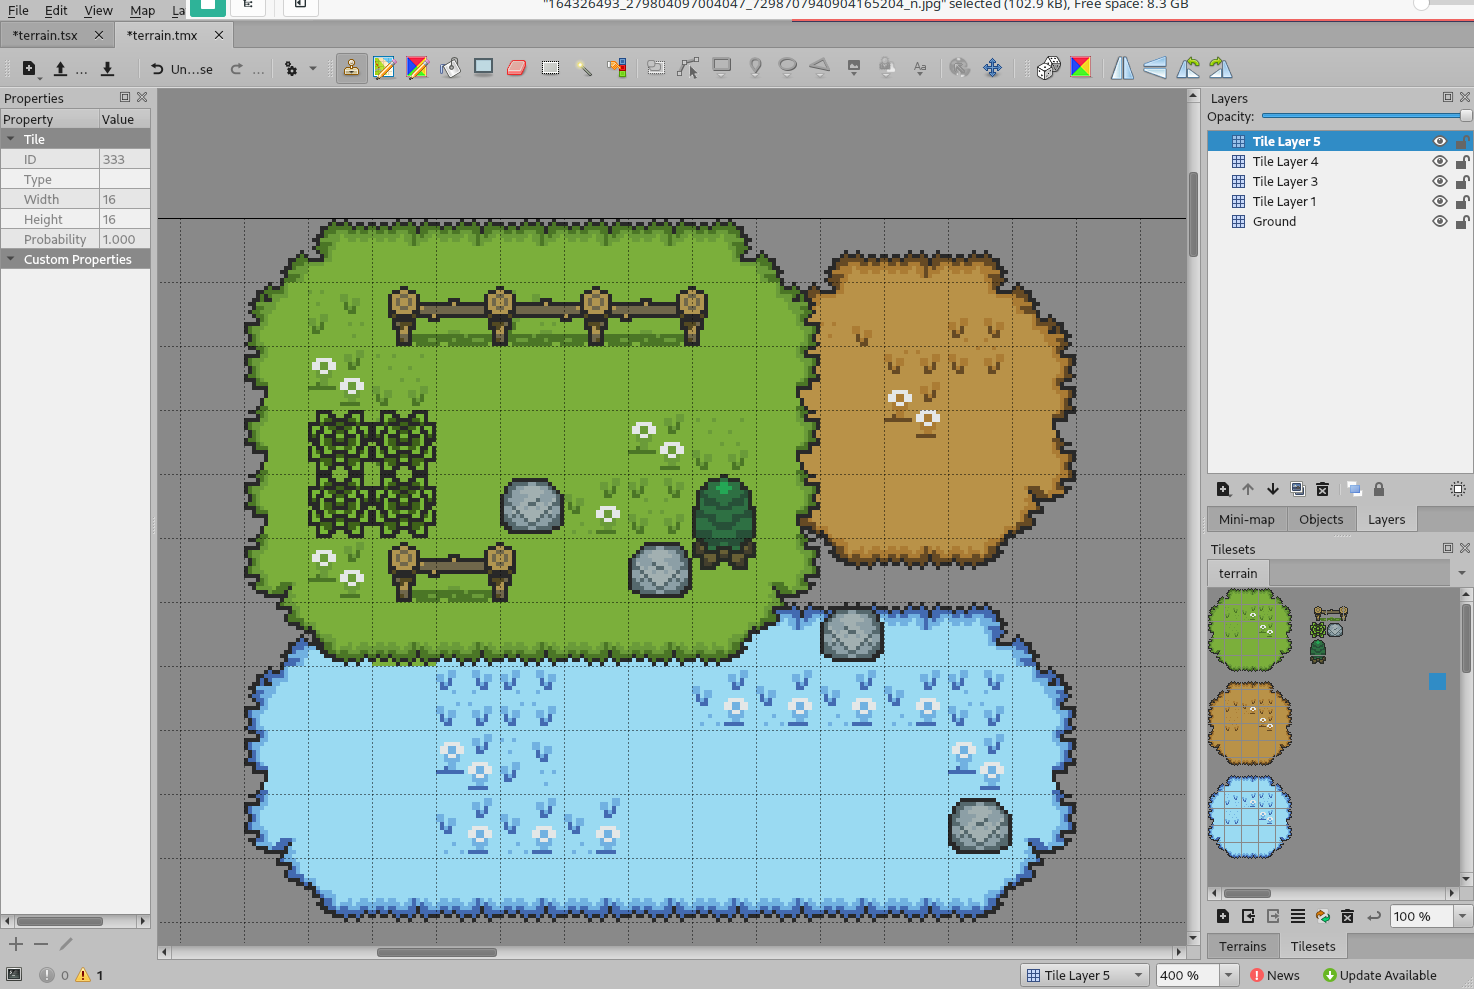 "164326493_279804097004047_7298707940904165204_n.jpg" selected (102.9 kB), Free space: 8.3 GB
File Edit View Map La
*terrain.tsx *terrain.tmx
... Un...se ...
Properties
Property Value
Tile
ID 333
Type
Width 16
Height 16
Probability 1.000
Custom Properties
Layers
Opacity:
Tile Layer 5
Tile Layer 4
Tile Layer 3
Tile Layer 1
Ground
Mini-map Objects Layers
Tilesets
terrain
100 %
Terrains Tilesets
0 1
Tile Layer 5 400 % News Update Available